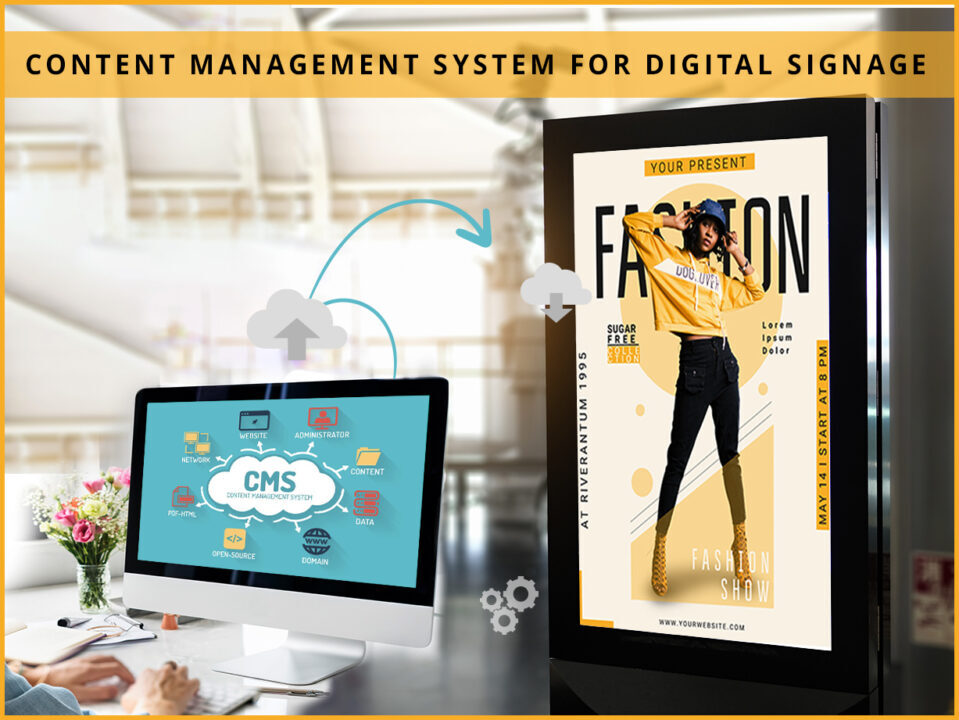 CONTENT MANAGEMENT SYSTEM FOR DIGITAL SIGNAGE
YOUR PRESENT
FASHION
DOG. OVER
SUGAR
FREE
COLLE
CTION
Lorem
Ipsum
Dolor
AT RIVERANTUM 1995
MAY 14 I START AT 8 PM
FASHION
SHOW
WWW.YOURWEBSITE.COM
WEBSITE
ADMINISTRATOR
NETWORK
CONTENT
CMS
CONTENT MANAGEMENT SYSTEM
PDF-HTML
DATA
</>
OPEN-SOURCE
WWW
DOMAIN